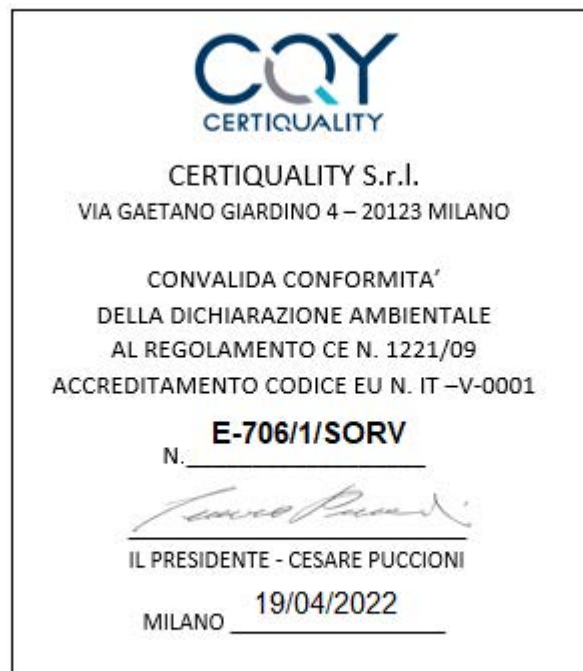 CQY
CERTIQUALITY
CERTIQUALITY S.r.l.
VIA GAETANO GIARDINO 4 – 20123 MILANO
CONVALIDA CONFORMITA’
DELLA DICHIARAZIONE AMBIENTALE
AL REGOLAMENTO CE N. 1221/09
ACCREDITAMENTO CODICE EU N. IT –V-0001
N. E-706/1/SORV
IL PRESIDENTE - CESARE PUCCIONI
MILANO 19/04/2022